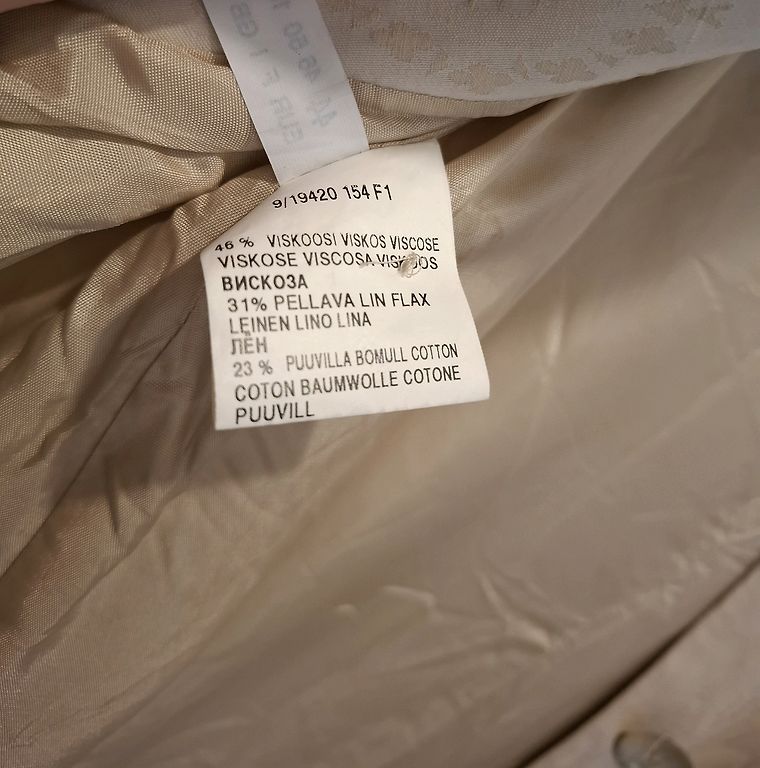 9/19420 154 F1
46 % VISKOOSI VISKOS VISCOSE
VISKOSE VISCOSA VISKOOS
ВИСКОЗА
31% PELLAVA LIN FLAX
LEINEN LINO LINA
ЛЁН
23 % PUUVILLA BOMULL COTTON
COTON BAUMWOLLE COTONE
PUUVILL